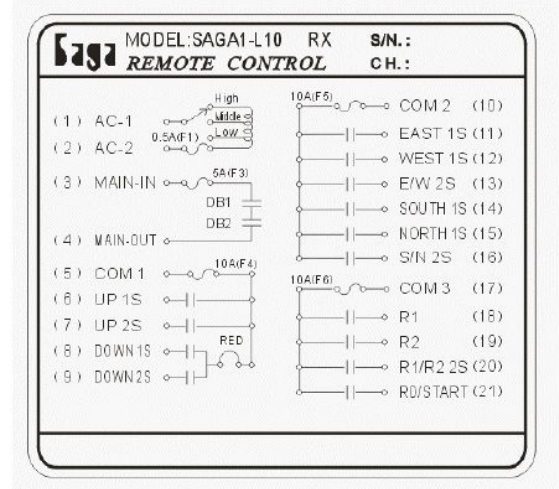 Saga MODEL:SAGA1-L10 RX S/N.:
REMOTE CONTROL CH.:
High
(1) AC-1 Middle
0.5A(F1) Low
(2) AC-2
5A(F3)
(3) MAIN-IN
DB1
DB2
(4) MAIN-OUT
10A(F4)
(5) COM 1
(6) UP 1S
(7) UP 2S
RED
(8) DOWN 1S
(9) DOWN 2S
10A(F5)
COM 2 (10)
EAST 1S (11)
WEST 1S (12)
E/W 2S (13)
SOUTH 1S (14)
NORTH 1S (15)
S/N 2S (16)
10A(F6)
COM 3 (17)
R1 (18)
R2 (19)
R1/R2 2S (20)
R0/START (21)